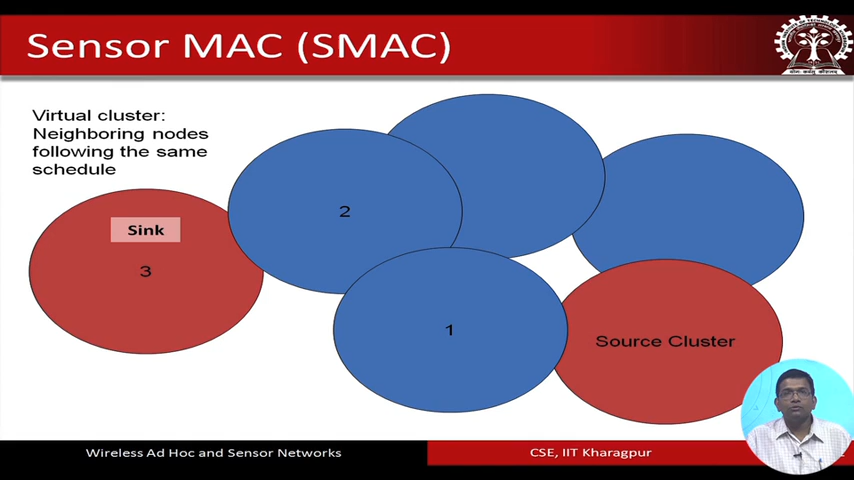 Sensor MAC (SMAC)
Virtual cluster:
Neighboring nodes
following the same
schedule
2
Sink
3
1
Source Cluster
Wireless Ad Hoc and Sensor Networks
CSE, IIT Kharagpur